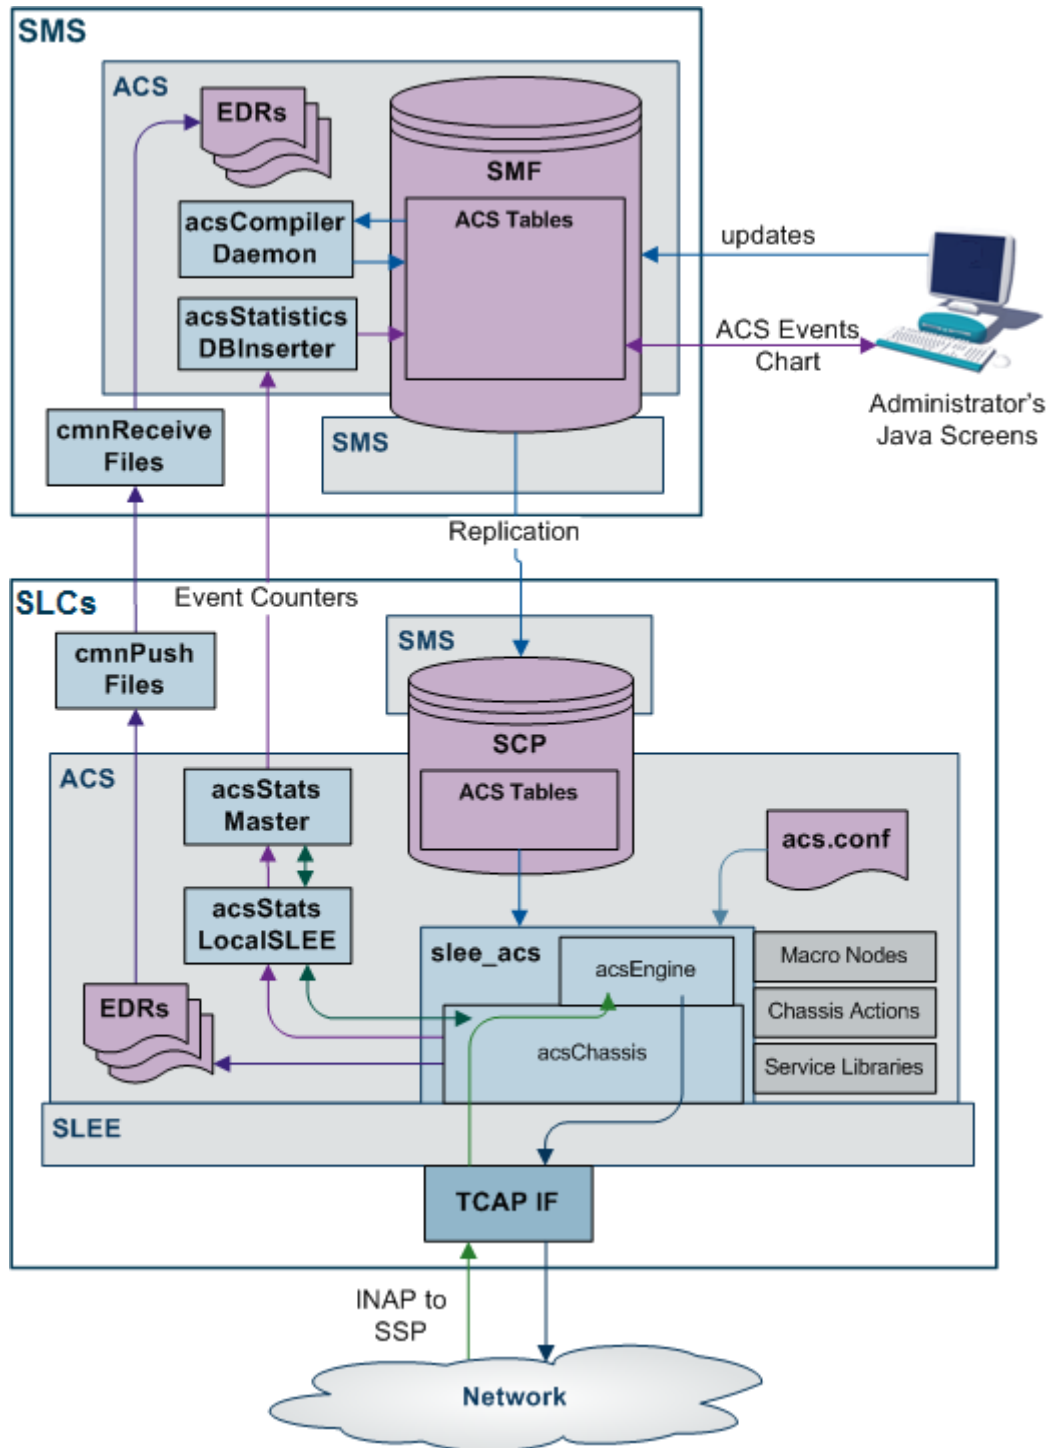 SMS
ACS
EDRs
SMF
acsCompiler
Daemon
ACS Tables
updates
acsStatistics
DBInserter
ACS Events
Chart
Administrator's
Java Screens
cmnReceive
Files
SMS
Replication
SLCs
Event Counters
cmnPush
Files
SMS
SCP
ACS
acsStats
Master
ACS Tables
acs.conf
acsStats
LocalSLEE
slee_acs
acsEngine
Macro Nodes
EDRs
Chassis Actions
acsChassis
Service Libraries
SLEE
TCAP IF
INAP to
SSP
Network